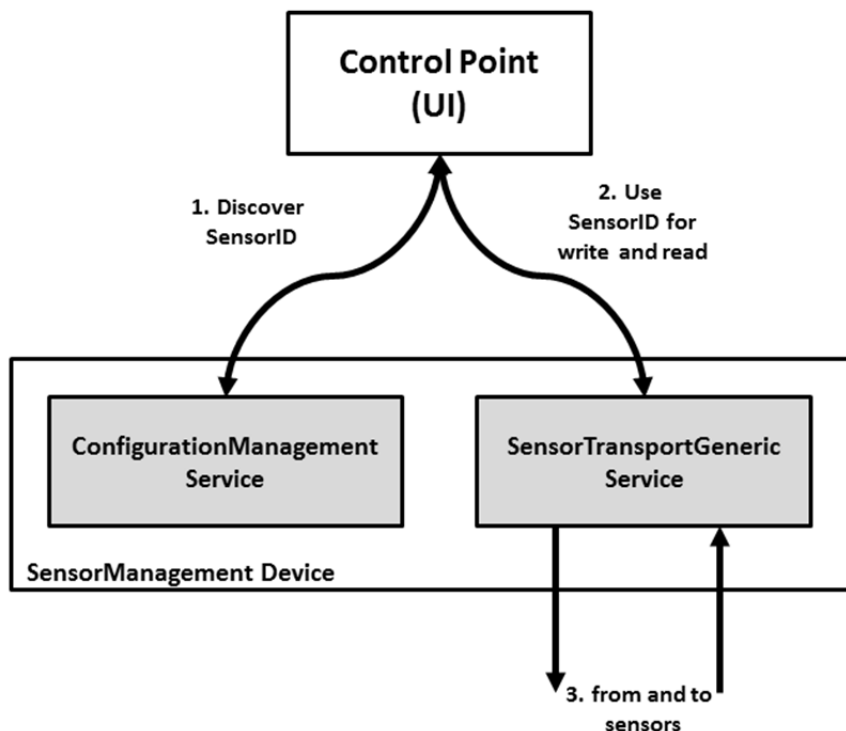 Control Point
(UI)
1. Discover
SensorID
2. Use
SensorID for
write and read
ConfigurationManagement
Service
SensorTransportGeneric
Service
SensorManagement Device
3. from and to
sensors